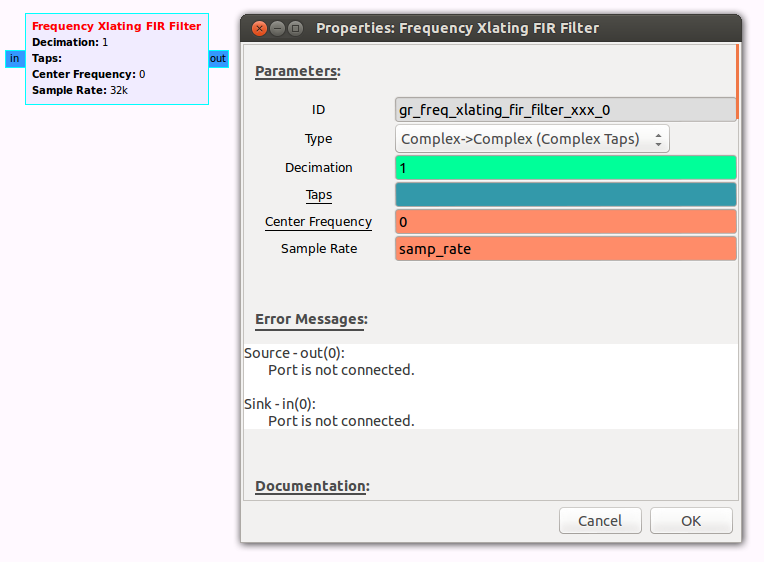 Frequency Xlating FIR Filter
Decimation: 1
in
Taps:
out
Center Frequency: 0
Sample Rate: 32k
Properties: Frequency Xlating FIR Filter
Parameters:
ID gr_freq_xlating_fir_filter_xxx_0
Type Complex->Complex (Complex Taps)
Decimation 1
Taps
Center Frequency 0
Sample Rate samp_rate
Error Messages:
Source - out(0):
Port is not connected.
Sink - in(0):
Port is not connected.
Documentation:
Cancel OK